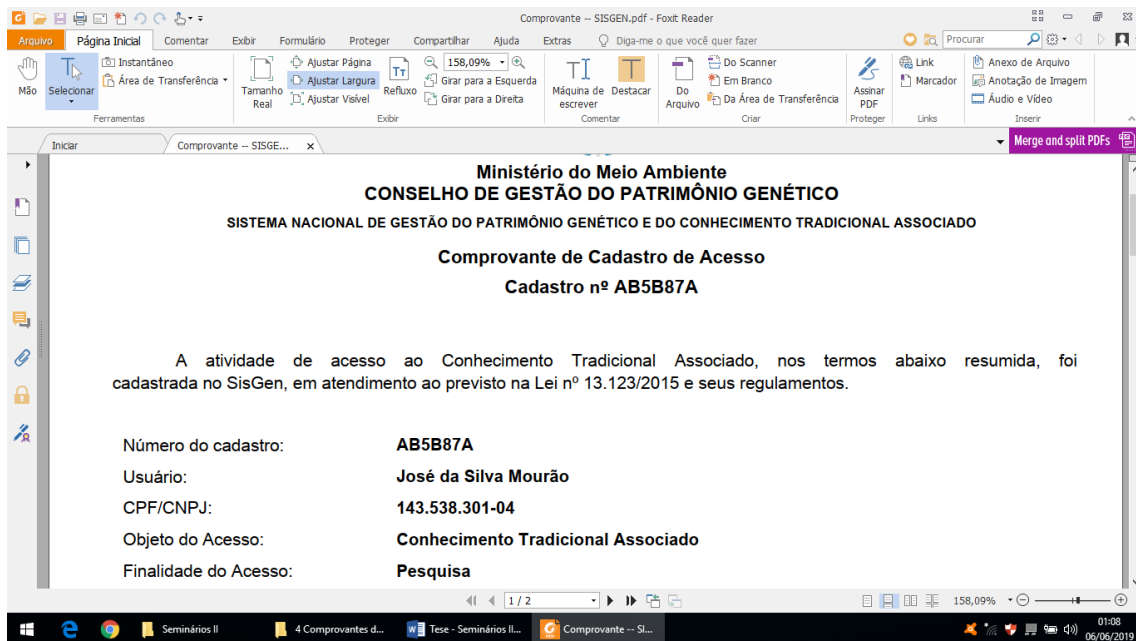 Comprovante -- SISGEN.pdf - Foxit Reader
Arquivo Página Inicial Comentar Exibir Formulário Proteger Compartilhar Ajuda Extras Diga-me o que você quer fazer Procurar
Mão
Selecionar
Instantâneo
Área de Transferência
Ferramentas
Tamanho Real
Ajustar Página
Ajustar Largura
Ajustar Visível
Refluxo
158,09%
Girar para a Esquerda
Girar para a Direita
Exibir
Máquina de escrever
Destacar
Comentar
Do Arquivo
Do Scanner
Em Branco
Da Área de Transferência
Criar
Assinar PDF
Proteger
Link
Marcador
Links
Anexo de Arquivo
Anotação de Imagem
Áudio e Vídeo
Inserir
Iniciar Comprovante -- SISGE... x Merge and split PDFs
Ministério do Meio Ambiente
CONSELHO DE GESTÃO DO PATRIMÔNIO GENÉTICO
SISTEMA NACIONAL DE GESTÃO DO PATRIMÔNIO GENÉTICO E DO CONHECIMENTO TRADICIONAL ASSOCIADO
Comprovante de Cadastro de Acesso
Cadastro nº AB5B87A
A atividade de acesso ao Conhecimento Tradicional Associado, nos termos abaixo resumida, foi
cadastrada no SisGen, em atendimento ao previsto na Lei nº 13.123/2015 e seus regulamentos.
Número do cadastro: AB5B87A
Usuário: José da Silva Mourão
CPF/CNPJ: 143.538.301-04
Objeto do Acesso: Conhecimento Tradicional Associado
Finalidade do Acesso: Pesquisa
1 / 2 158,09%
Seminários II 4 Comprovantes d... Tese - Seminários II... Comprovante -- SI... 01:08
06/06/2019